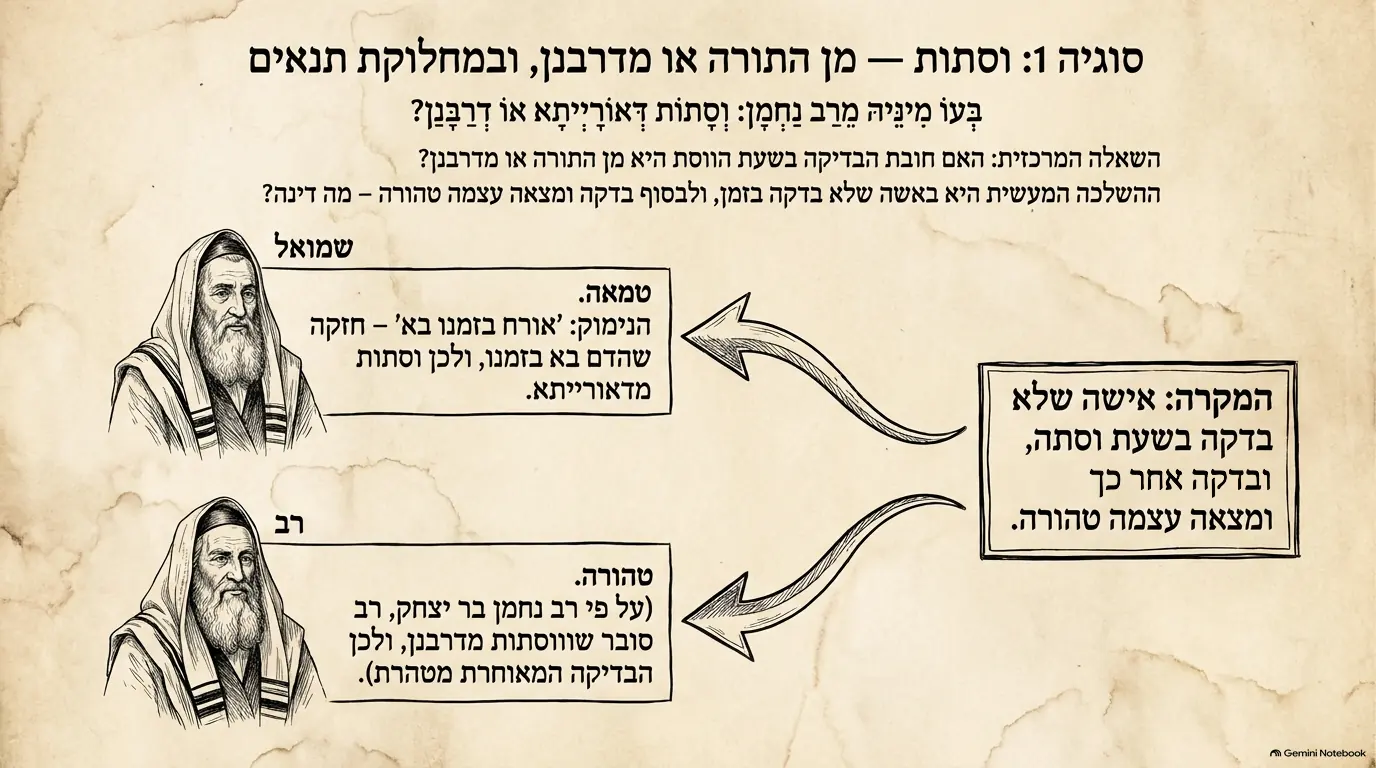 סוגיה 1: וסתות — מן התורה או מדרבנן, ובמחלוקת תנאים
בְּעוֹ מִינֵּיהּ מֵרַב נַחְמָן: וְסָתוֹת דְּאוֹרָיְיתָא אוֹ דְרַבָּנַן?
השאלה המרכזית: האם חובת הבדיקה בשעת הווסת היא מן התורה או מדרבנן?
ההשלכה המעשית היא באשה שלא בדקה בזמן, ולבסוף בדקה ומצאה עצמה טהורה – מה דינה?
המקרה: אישה שלא
בדקה בשעת וסתה,
ובדקה אחר כך
ומצאה עצמה טהורה.
שמואל
טמאה.
הנימוק: 'אורח בזמנו בא' – חזקה
שהדם בא בזמנו, ולכן וסתות
מדאורייתא.
רב
טהורה.
(על פי רב נחמן בר יצחק, רב
סובר שוווסתות מדרבנן, ולכן
הבדיקה המאוחרת מטהרת).
Gemini Notebook